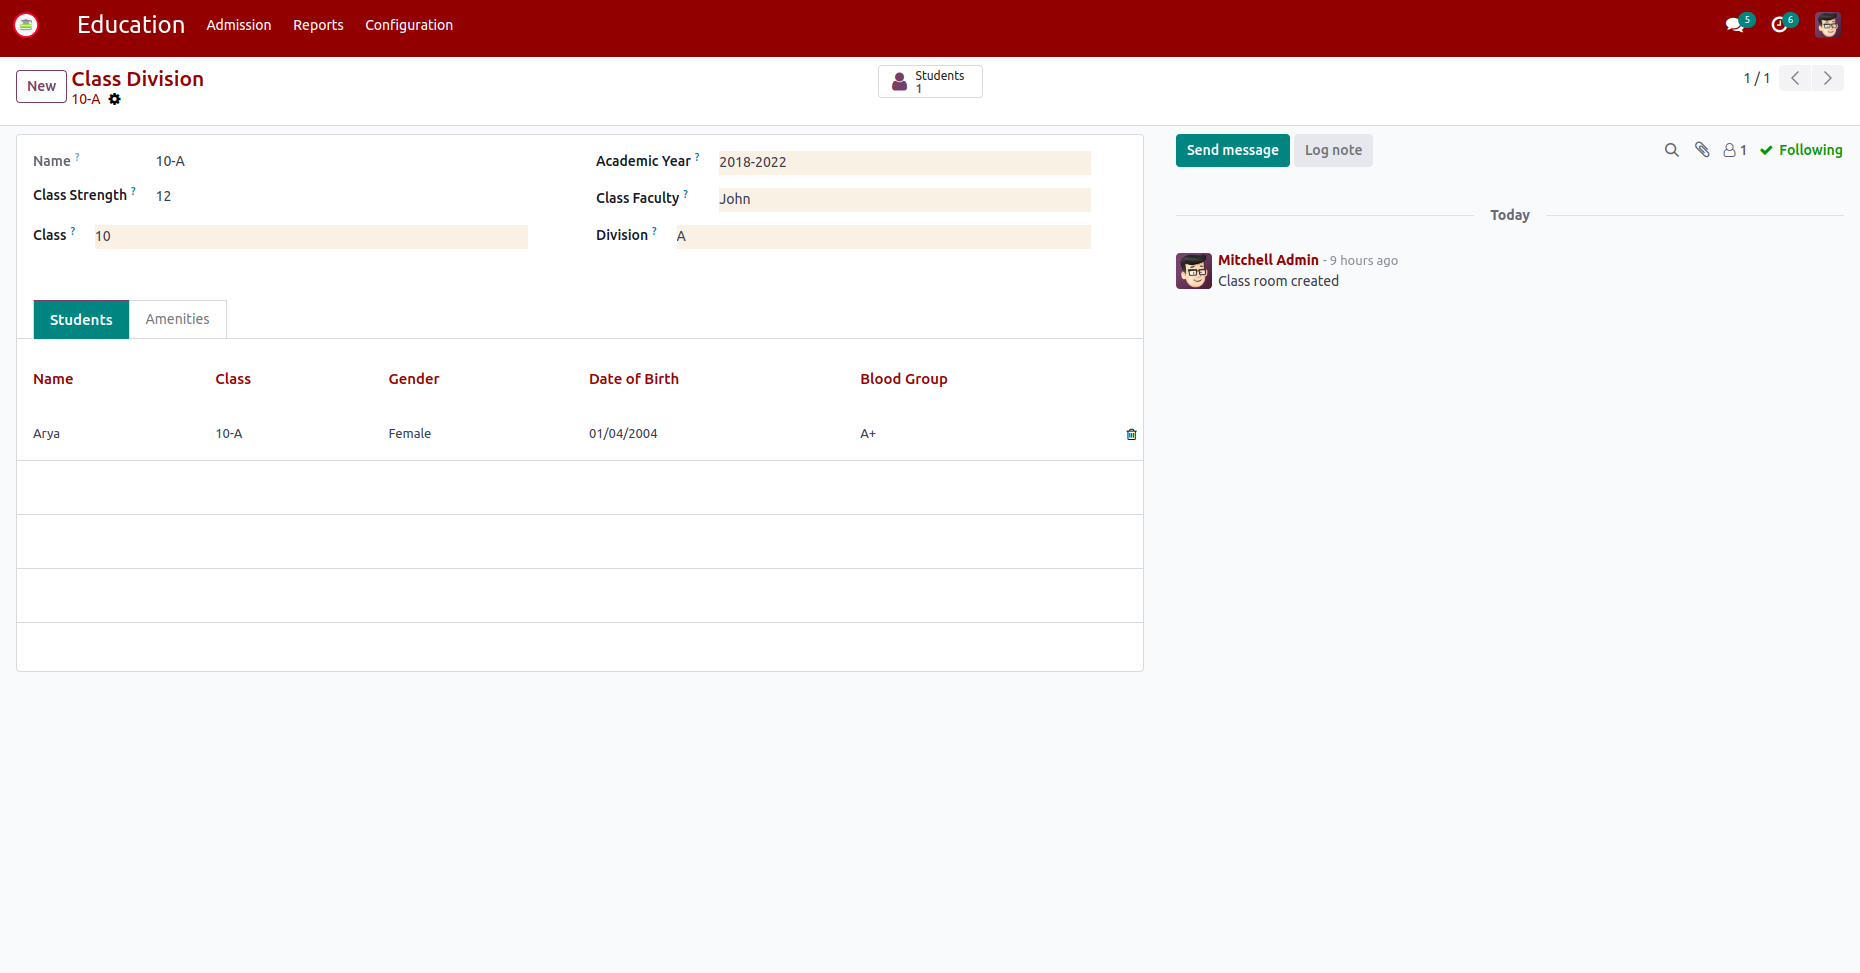 Education Admission Reports Configuration 5 6
New Class Division
10-A
Students
1
1 / 1
Name ? 10-A
Class Strength ? 12
Class ? 10
Academic Year ? 2018-2022
Class Faculty ? John
Division ? A
Students Amenities
Name Class Gender Date of Birth Blood Group
Arya 10-A Female 01/04/2004 A+
Send message Log note 1 Following
Today
Mitchell Admin - 9 hours ago
Class room created